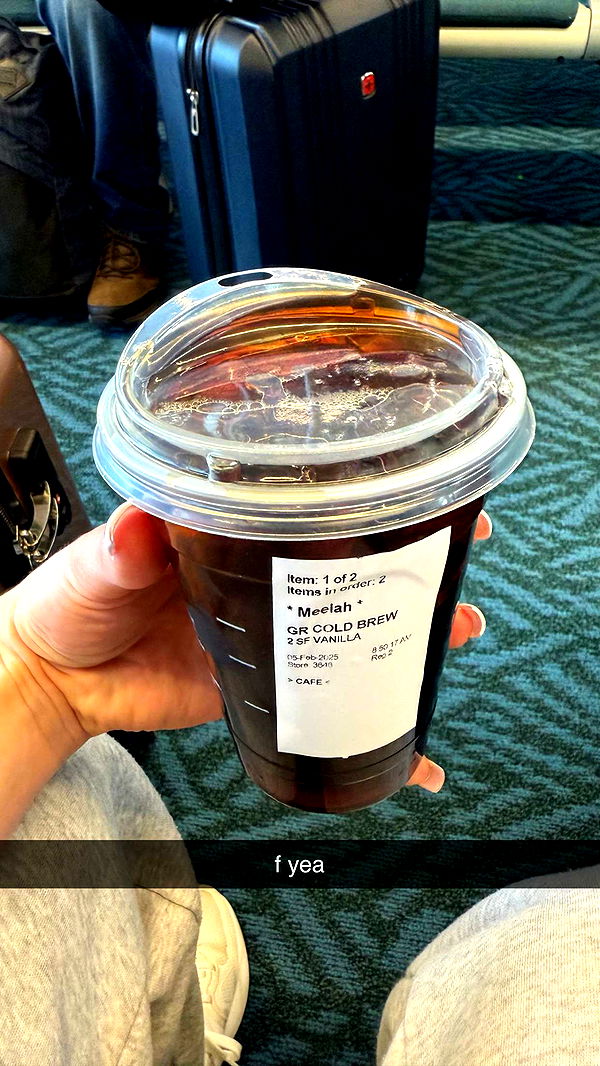 Item: 1 of 2
Items in order: 2
* Meelah *
GR COLD BREW
2 SF VANILLA
05-Feb-2025 8:50:17 AM
Store 3648 Reg 2
> CAFE <
f yea